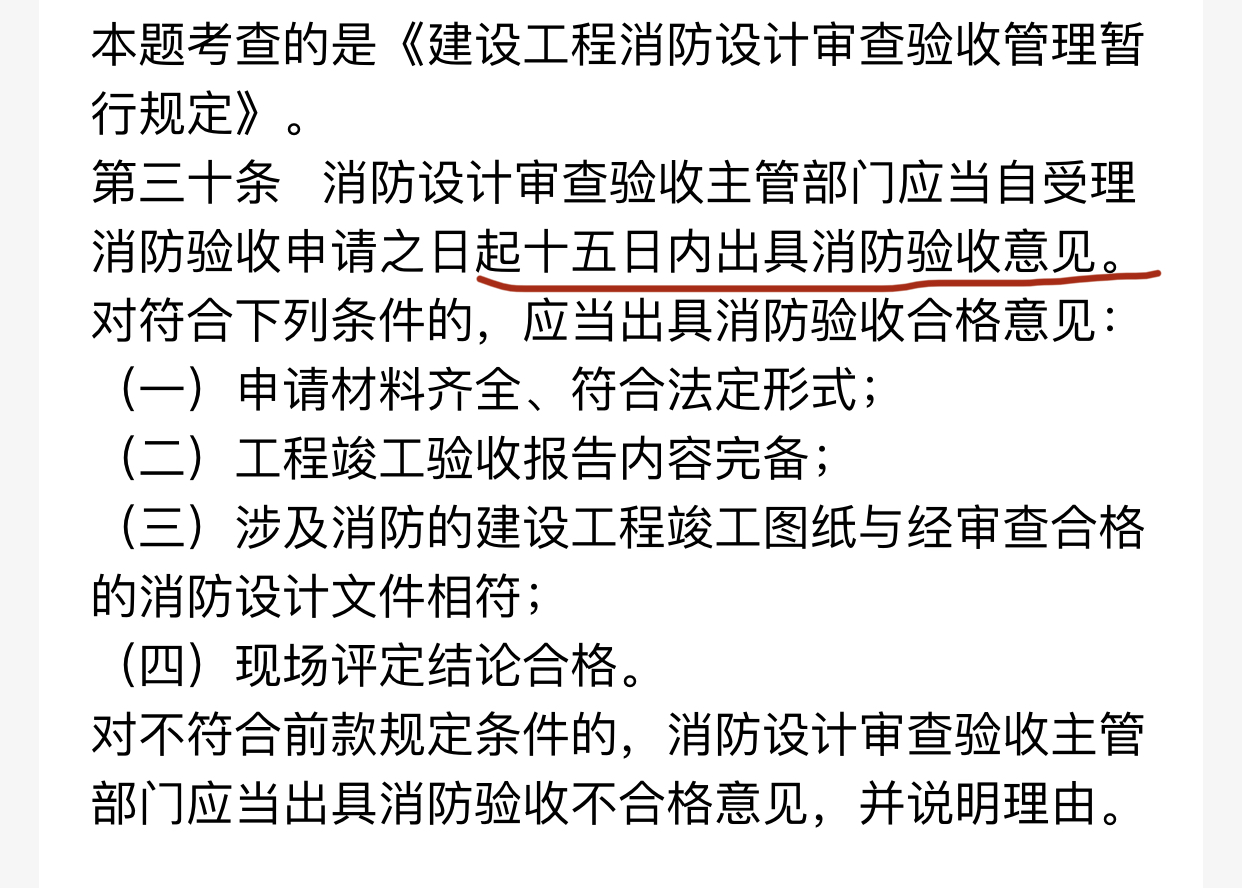 本题考查的是《建设工程消防设计审查验收管理暂
行规定》。
第三十条 消防设计审查验收主管部门应当自受理
消防验收申请之日起十五日内出具消防验收意见。
对符合下列条件的，应当出具消防验收合格意见：
（一）申请材料齐全、符合法定形式；
（二）工程竣工验收报告内容完备；
（三）涉及消防的建设工程竣工图纸与经审查合格
的消防设计文件相符；
（四）现场评定结论合格。
对不符合前款规定条件的，消防设计审查验收主管
部门应当出具消防验收不合格意见，并说明理由。